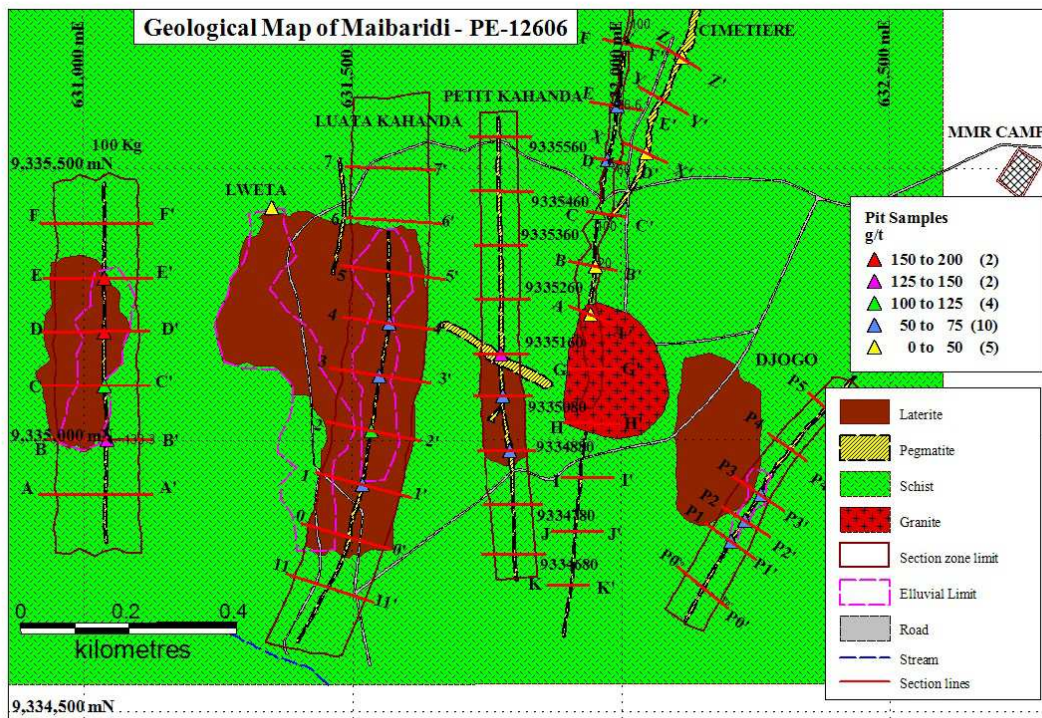 Geological Map of Maibaridi - PE-12606
631,000 mE
631,500 mE
632,000 mE
632,500 mE
CIMETIERE
PETIT KAHANDA
LUATA KAHANDA
100 Kg
LWETA
MMR CAMP
DJOGO
9,335,500 mN
9,335,000 mN
9,334,500 mN
F F'
E E'
D D'
C C'
B B'
A A'
7 7'
6 6'
5 5'
4 4'
3 3'
2 2'
1 1'
0 0'
11 11'
9335560
9335460
9335360
9335260
9335160
9335080
9334880
9334780
9334680
F F'
E E'
D D'
C C'
B B'
A
G G'
H H'
I I'
J J'
K K'
Z Z'
Y Y'
X X'
P5
P4
P3 P3'
P2 P2'
P1 P1'
P0 P0'
Pit Samples
g/t
150 to 200 (2)
125 to 150 (2)
100 to 125 (4)
50 to 75 (10)
0 to 50 (5)
Laterite
Pegmatite
Schist
Granite
Section zone limit
Elluvial Limit
Road
Stream
Section lines
0 0.2 0.4
kilometres